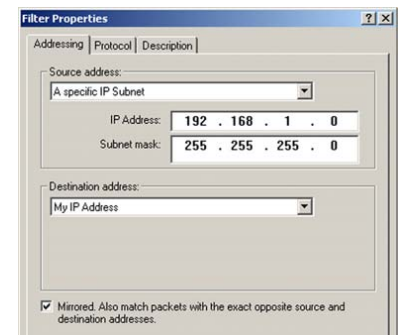 Filter Properties
? X
Addressing Protocol Description
Source address:
A specific IP Subnet
IP Address: 192 . 168 . 1 . 0
Subnet mask: 255 . 255 . 255 . 0
Destination address:
My IP Address
Mirrored. Also match packets with the exact opposite source and
destination addresses.